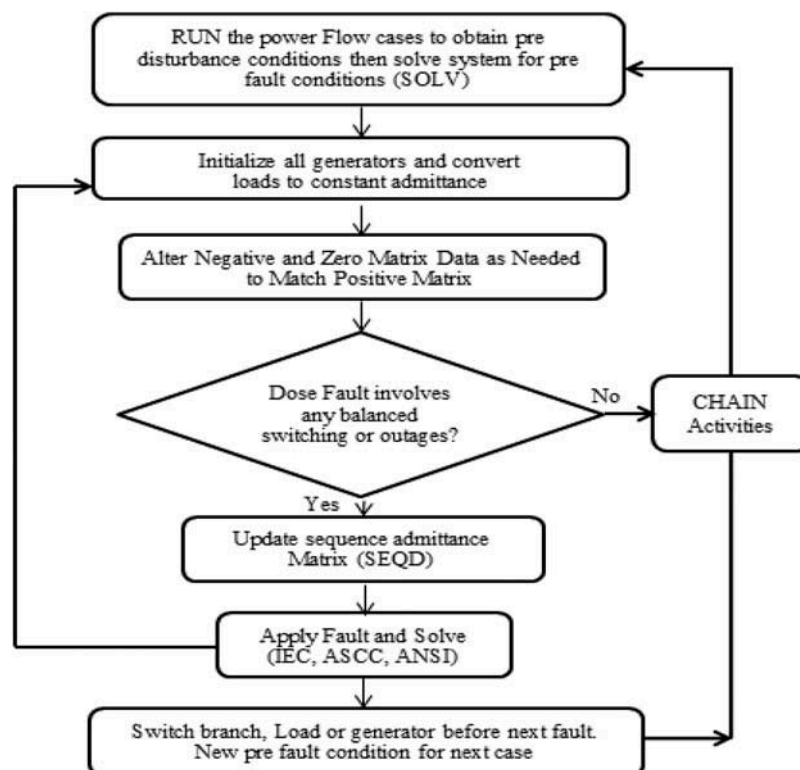 RUN the power Flow cases to obtain pre
disturbance conditions then solve system for pre
fault conditions (SOLV)
Initialize all generators and convert
loads to constant admittance
Alter Negative and Zero Matrix Data as Needed
to Match Positive Matrix
Dose Fault involves
any balanced
switching or outages?
No
CHAIN
Activities
Yes
Update sequence admittance
Matrix (SEQD)
Apply Fault and Solve
(IEC, ASCC, ANSI)
Switch branch, Load or generator before next fault.
New pre fault condition for next case